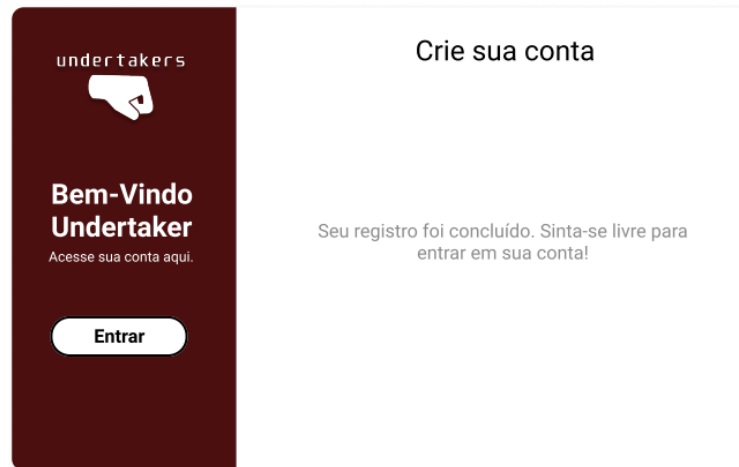 undertakers
Bem-Vindo
Undertaker
Acesse sua conta aqui.
Entrar
Crie sua conta
Seu registro foi concluído. Sinta-se livre para
entrar em sua conta!